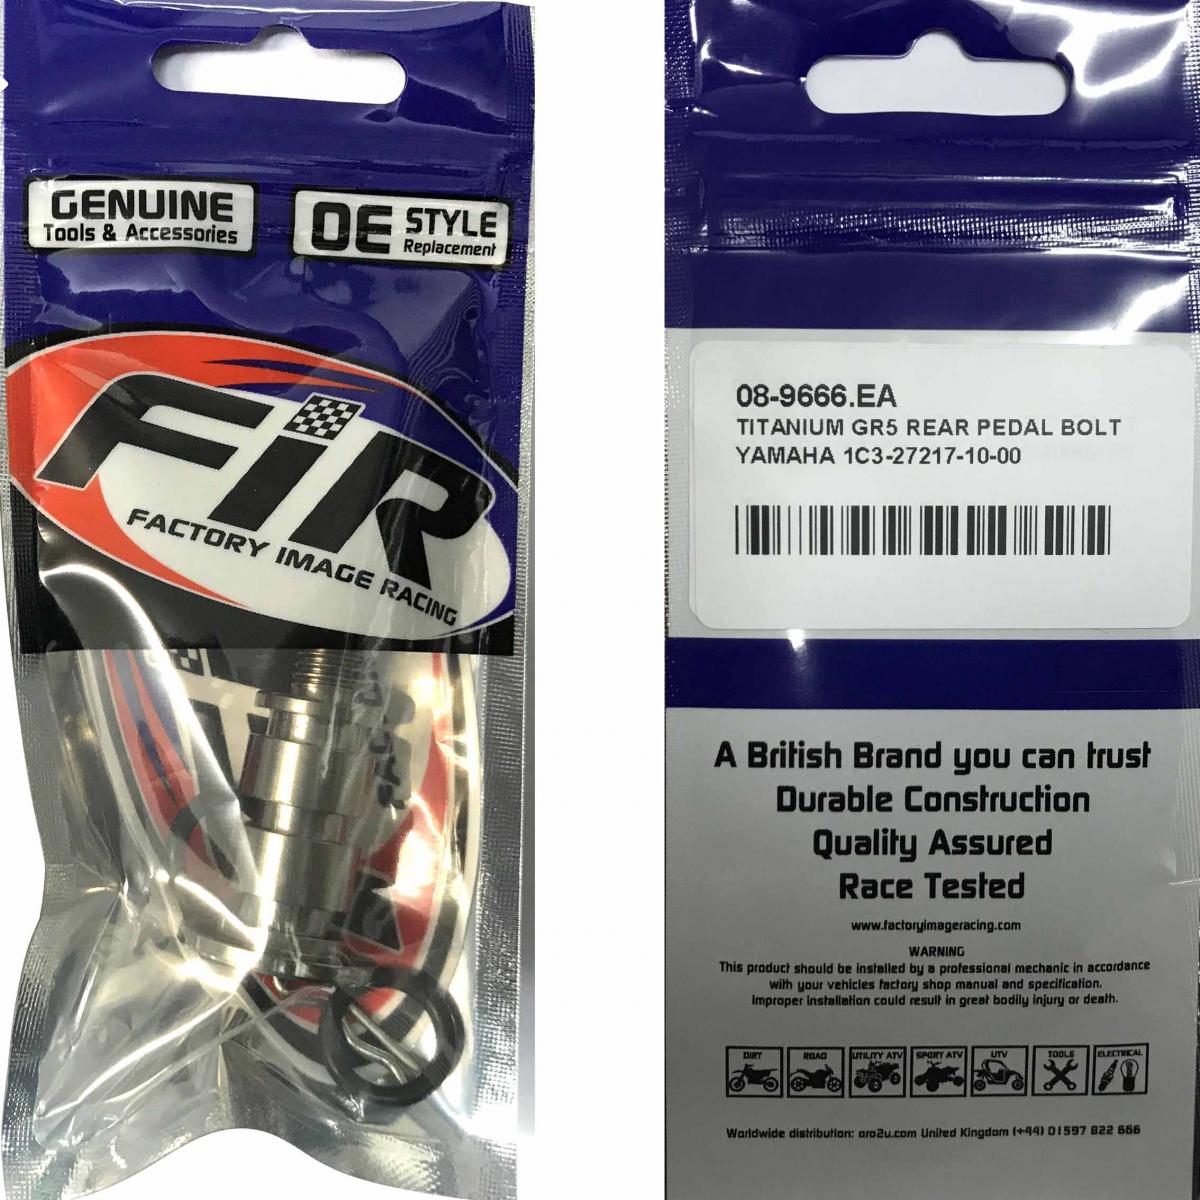 GENUINE
Tools & Accessories
OE STYLE
Replacement
FiR
FACTORY IMAGE RACING
08-9666.EA
TITANIUM GR5 REAR PEDAL BOLT
YAMAHA 1C3-27217-10-00
A British Brand you can trust
Durable Construction
Quality Assured
Race Tested
www.factoryimageracing.com
WARNING
This product should be installed by a professional mechanic in accordance
with your vehicles factory shop manual and specification.
Improper installation could result in great bodily injury or death.
DIRT ROAD UTILITY ATV SPORT ATV UTV TOOLS ELECTRICAL
Worldwide distribution: aro2u.com United Kingdom (+44) 01597 822 666